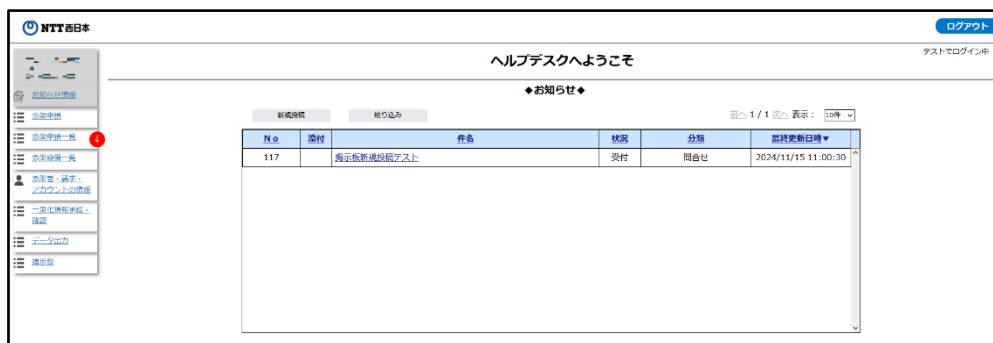 NTT西日本
ログアウト
テストでログイン中
ヘルプデスクへようこそ
◆お知らせ◆
お知らせ情報
添架申請
添架申請一覧
4
添架設備一覧
添架者・請求・
アカウントの情報
一束化情報承認・
確認
データ出力
掲示板
新規投稿
絞り込み
前へ 1 / 1 次へ 表示： 10件
No 添付 件名 状況 分類 最終更新日時▼
117 掲示板新規投稿テスト 受付 問合せ 2024/11/15 11:00:30